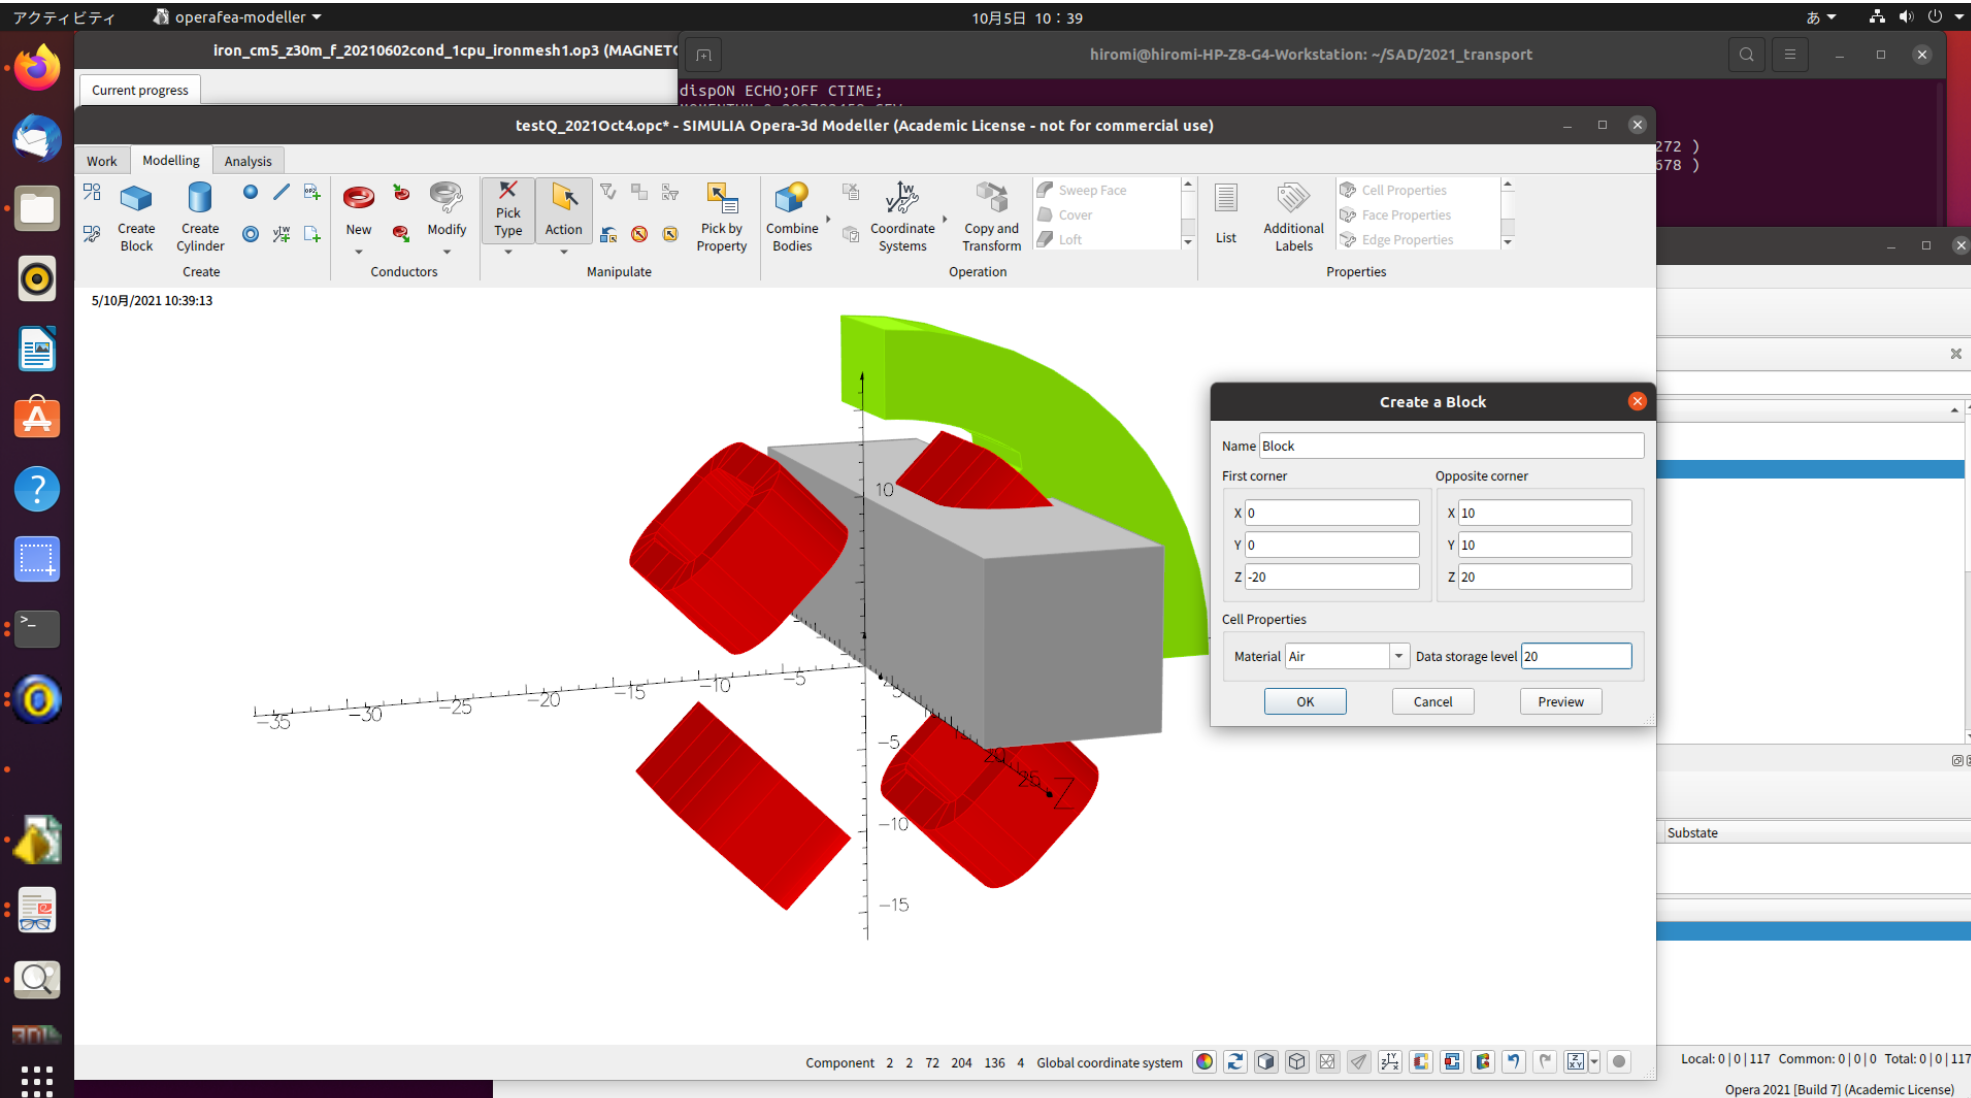 アクティビティ
operafea-modeller
10月5日 10：39
あ
iron_cm5_z30m_f_20210602cond_1cpu_ironmesh1.op3 (MAGNET
hiromi@hiromi-HP-Z8-G4-Workstation: ~/SAD/2021_transport
Current progress
dispON ECHO;OFF CTIME;
272 )
678 )
testQ_2021Oct4.opc* - SIMULIA Opera-3d Modeller (Academic License - not for commercial use)
Work
Modelling
Analysis
Create Block
Create Cylinder
Create
New
Modify
Conductors
Pick Type
Action
Pick by Property
Manipulate
Combine Bodies
Coordinate Systems
Copy and Transform
Sweep Face
Cover
Loft
Operation
List
Additional Labels
Cell Properties
Face Properties
Edge Properties
Properties
5/10月/2021 10:39:13
10
-5
-10
-15
-20
-25
-30
-35
-5
-10
-15
5
10
20
25
Z
Create a Block
Name Block
First corner
Opposite corner
X 0
X 10
Y 0
Y 10
Z -20
Z 20
Cell Properties
Material Air
Data storage level 20
OK
Cancel
Preview
Substate
Component 2 2 72 204 136 4 Global coordinate system
Local: 0|0|117 Common: 0|0|0 Total: 0|0|117
Opera 2021 [Build 7] (Academic License)